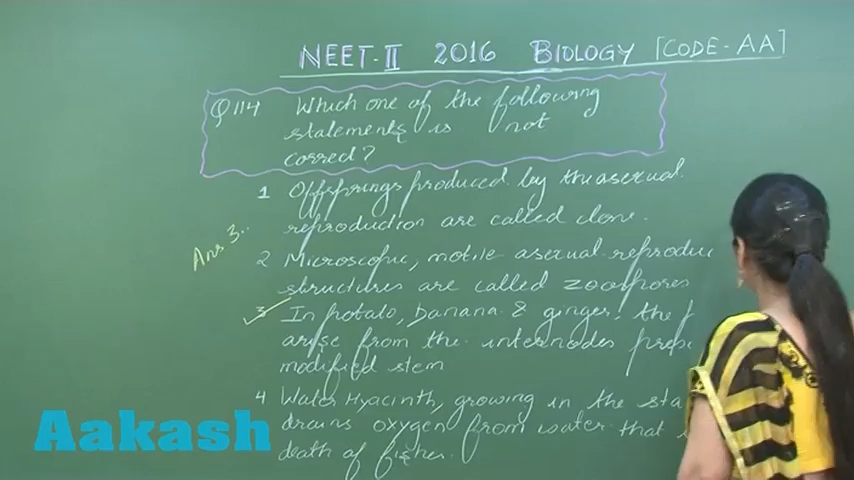 NEET-II 2016 BIOLOGY [CODE-AA]
Q 114 Which one of the following
statements is not
correct?
1 Offsprings produced by the asexual
reproduction are called clone.
Ans 3..
2 Microscopic, motile asexual reproduc
structures are called zoospores
3 In potato, banana & ginger, the p
arise from the internodes pres
modified stem
4 Water Hyacinth, growing in the sta
drains oxygen from water that
death of fishes.
Aakash